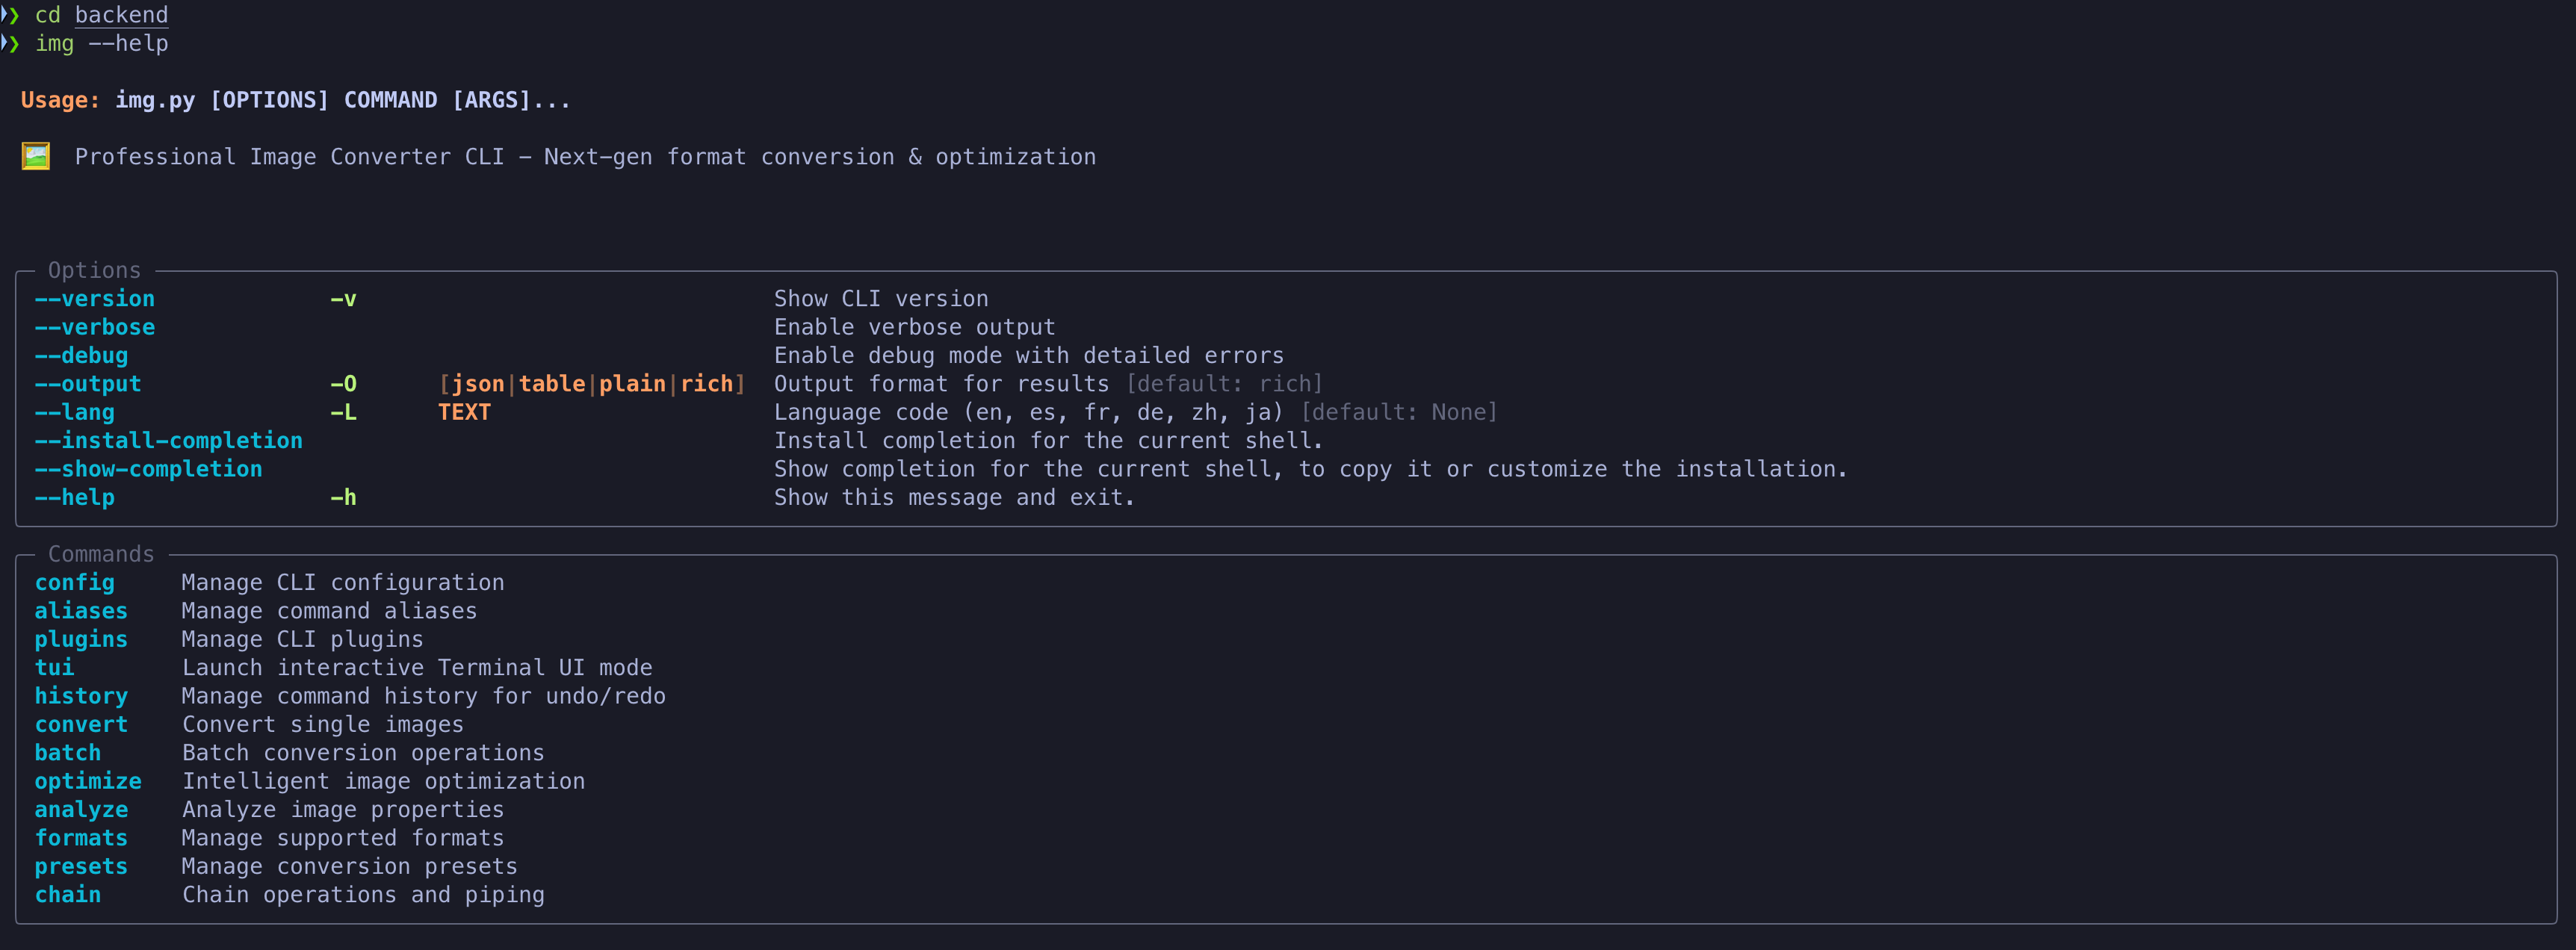 ❯ cd backend
❯ img --help
Usage: img.py [OPTIONS] COMMAND [ARGS]...
🖼️ Professional Image Converter CLI - Next-gen format conversion & optimization
Options
--version -v Show CLI version
--verbose Enable verbose output
--debug Enable debug mode with detailed errors
--output -O [json|table|plain|rich] Output format for results [default: rich]
--lang -L TEXT Language code (en, es, fr, de, zh, ja) [default: None]
--install-completion Install completion for the current shell.
--show-completion Show completion for the current shell, to copy it or customize the installation.
--help -h Show this message and exit.
Commands
config Manage CLI configuration
aliases Manage command aliases
plugins Manage CLI plugins
tui Launch interactive Terminal UI mode
history Manage command history for undo/redo
convert Convert single images
batch Batch conversion operations
optimize Intelligent image optimization
analyze Analyze image properties
formats Manage supported formats
presets Manage conversion presets
chain Chain operations and piping